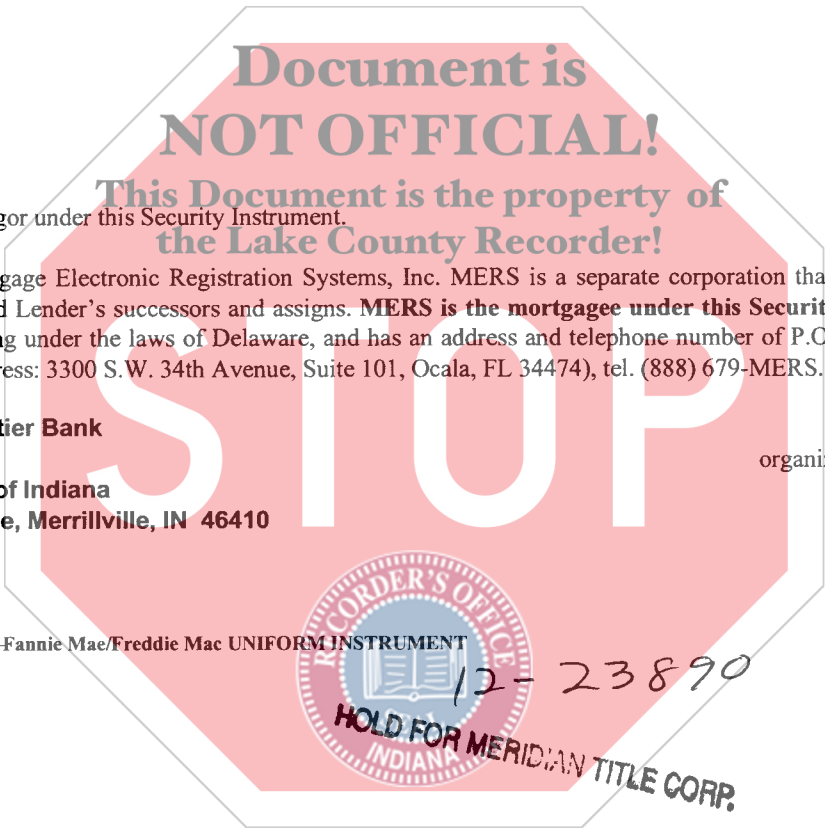 Document is
NOT OFFICIAL!
This Document is the property of
gor under this Security Instrument.
the Lake County Recorder!
gage Electronic Registration Systems, Inc. MERS is a separate corporation tha
d Lender's successors and assigns. MERS is the mortgagee under this Securit
g under the laws of Delaware, and has an address and telephone number of P.O
ress: 3300 S.W. 34th Avenue, Suite 101, Ocala, FL 34474), tel. (888) 679-MERS.
STOP
tier Bank
organiz
of Indiana
e, Merrillville, IN 46410
RECORDER'S OFFICE
-Fannie Mae/Freddie Mac UNIFORM INSTRUMENT
12-23890
SEAL
HOLD FOR MERIDIAN TITLE CORP.
INDIANA